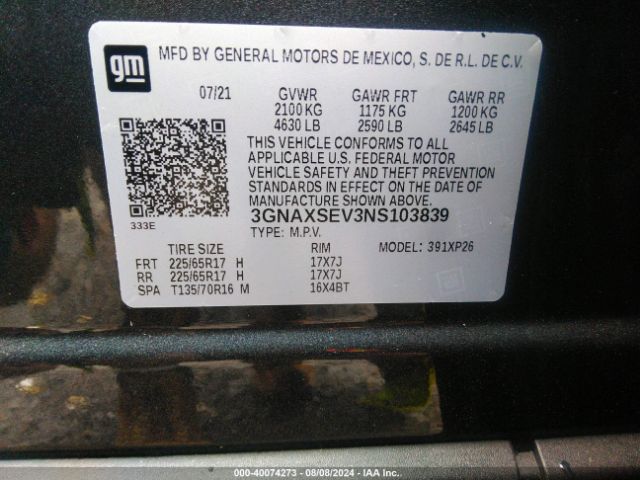 gm
MFD BY GENERAL MOTORS DE MEXICO, S. DE R.L. DE C.V.
07/21 GVWR GAWR FRT GAWR RR
2100 KG 1175 KG 1200 KG
4630 LB 2590 LB 2645 LB
THIS VEHICLE CONFORMS TO ALL
APPLICABLE U.S. FEDERAL MOTOR
VEHICLE SAFETY AND THEFT PREVENTION
STANDARDS IN EFFECT ON THE DATE OF
MANUFACTURE SHOWN ABOVE.
333E
3GNAXSEV3NS103839
TYPE: M.P.V.
TIRE SIZE RIM MODEL: 391XP26
FRT 225/65R17 H 17X7J
RR 225/65R17 H 17X7J
SPA T135/70R16 M 16X4BT
000-40074273 - 08/08/2024 - IAA Inc.